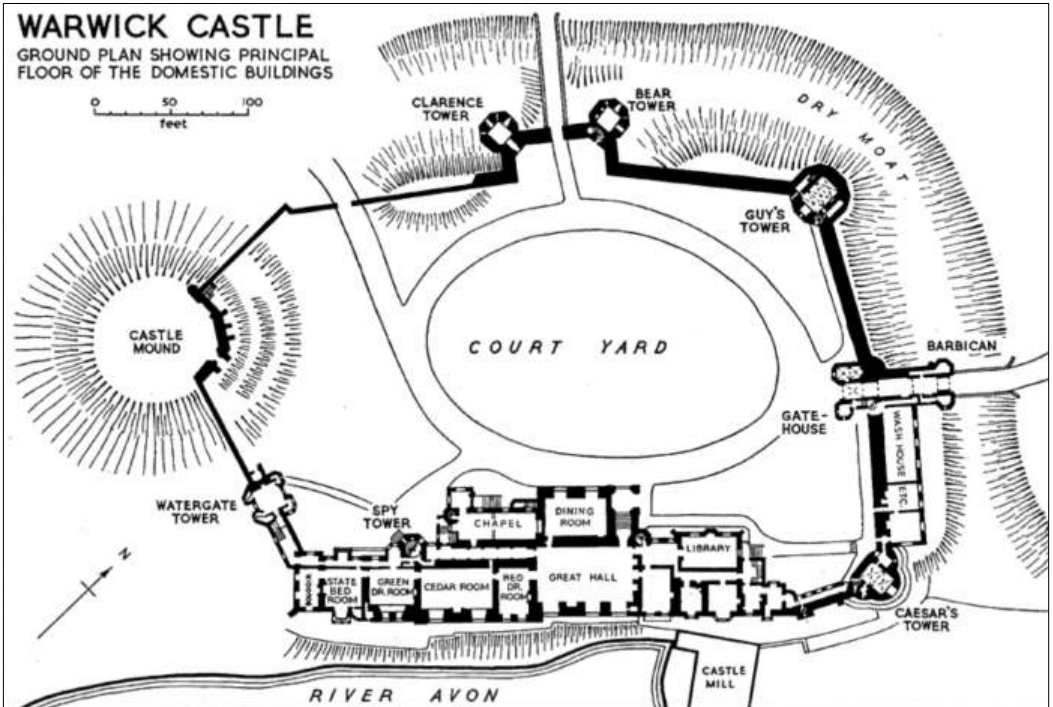 WARWICK CASTLE
GROUND PLAN SHOWING PRINCIPAL
FLOOR OF THE DOMESTIC BUILDINGS
0 50 100
feet
CLARENCE
TOWER
BEAR
TOWER
DRY MOAT
GUY'S
TOWER
CASTLE
MOUND
COURT YARD
BARBICAN
GATE-
HOUSE
WASH HOUSE ETC.
WATERGATE
TOWER
SPY
TOWER
CHAPEL
DINING
ROOM
LIBRARY
N
BOUDOIR
STATE
BED
ROOM
GREEN
DR. ROOM
CEDAR ROOM
RED
DR.
ROOM
GREAT HALL
CAESAR'S
TOWER
CASTLE
MILL
RIVER AVON